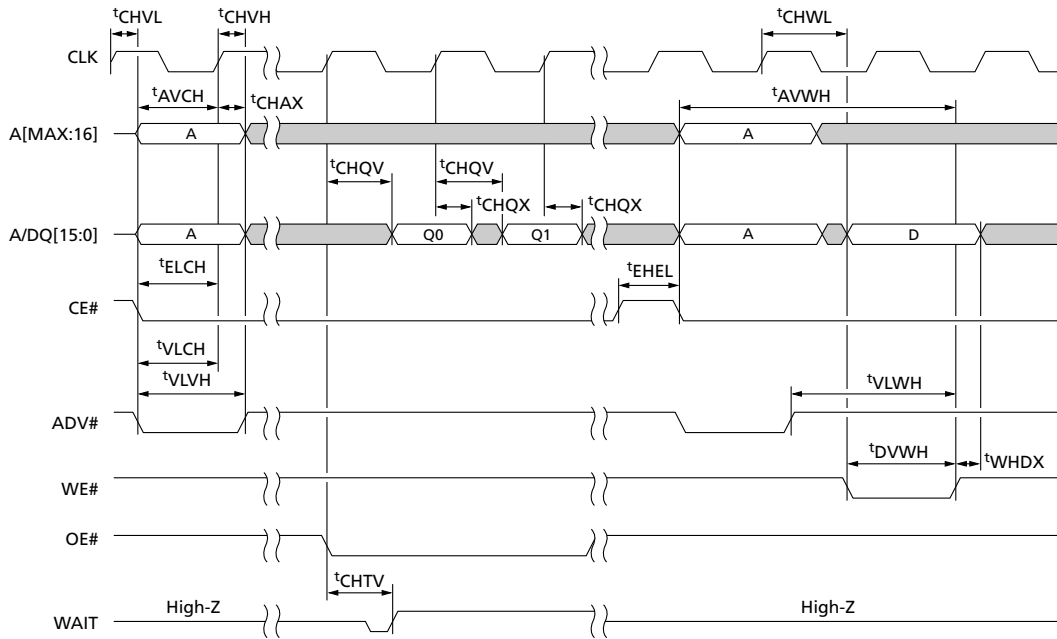 tCHVL tCHVH tCHWL
CLK
tAVCH tCHAX tAVWH
A[MAX:16] A A
tCHQV tCHQV
tCHQX tCHQX
A/DQ[15:0] A Q0 Q1 A D
tELCH tEHEL
CE#
tVLCH
tVLVH tVLWH
ADV#
tDVWH tWHDX
WE#
OE#
tCHTV
High-Z High-Z
WAIT